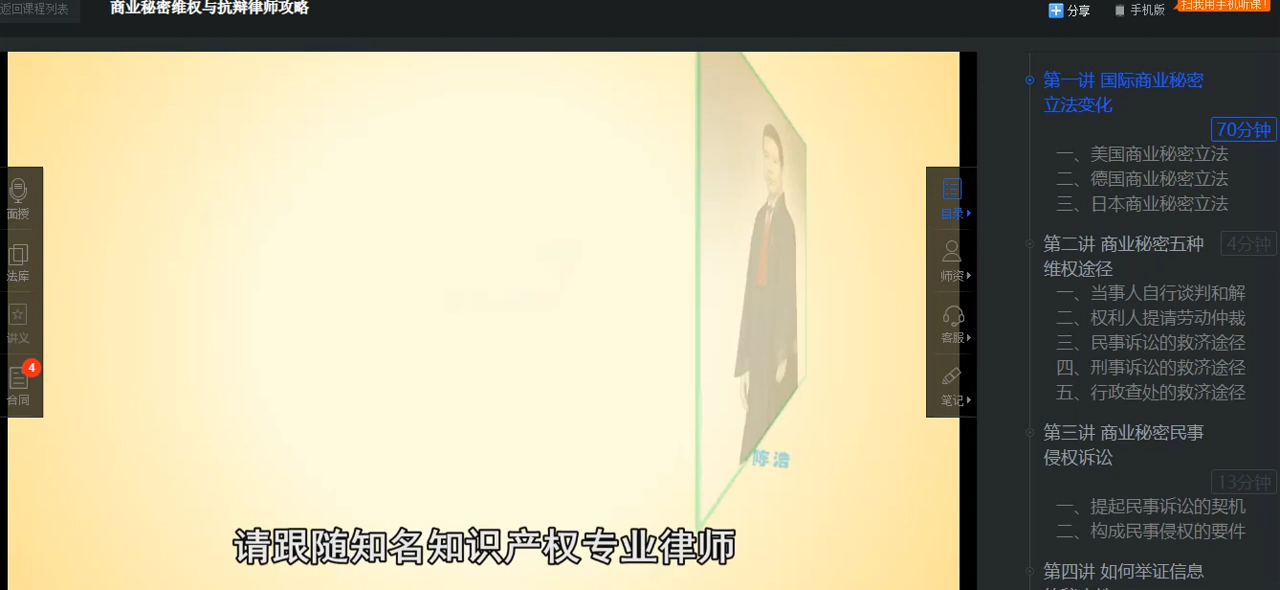 返回课程列表
商业秘密维权与抗辩律师攻略
分享
手机版
扫我用手机听课!
面授
法库
讲义
4
合同
陈浩
请跟随知名知识产权专业律师
目录
师资
客服
笔记
第一讲 国际商业秘密
立法变化
70分钟
一、美国商业秘密立法
二、德国商业秘密立法
三、日本商业秘密立法
第二讲 商业秘密五种
4分钟
维权途径
一、当事人自行谈判和解
二、权利人提请劳动仲裁
三、民事诉讼的救济途径
四、刑事诉讼的救济途径
五、行政查处的救济途径
第三讲 商业秘密民事
侵权诉讼
13分钟
一、提起民事诉讼的契机
二、构成民事侵权的要件
第四讲 如何举证信息